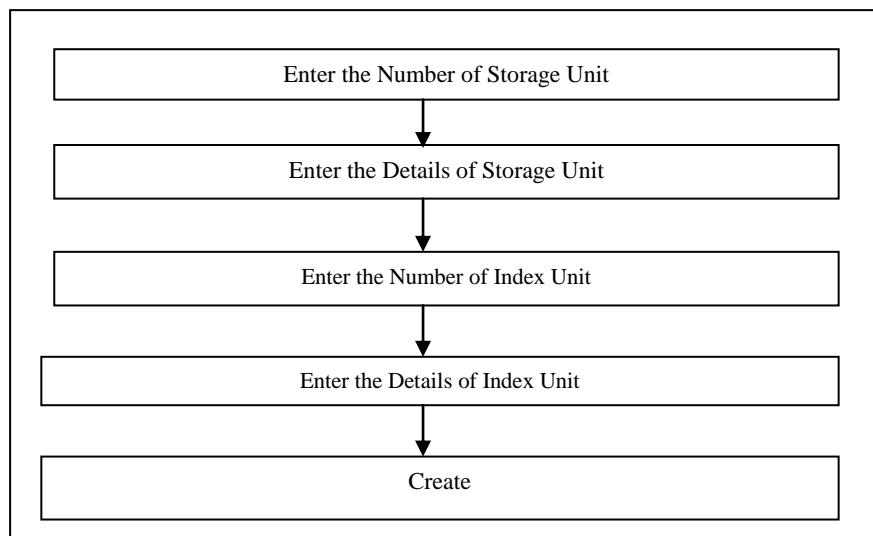 Enter the Number of Storage Unit
Enter the Details of Storage Unit
Enter the Number of Index Unit
Enter the Details of Index Unit
Create